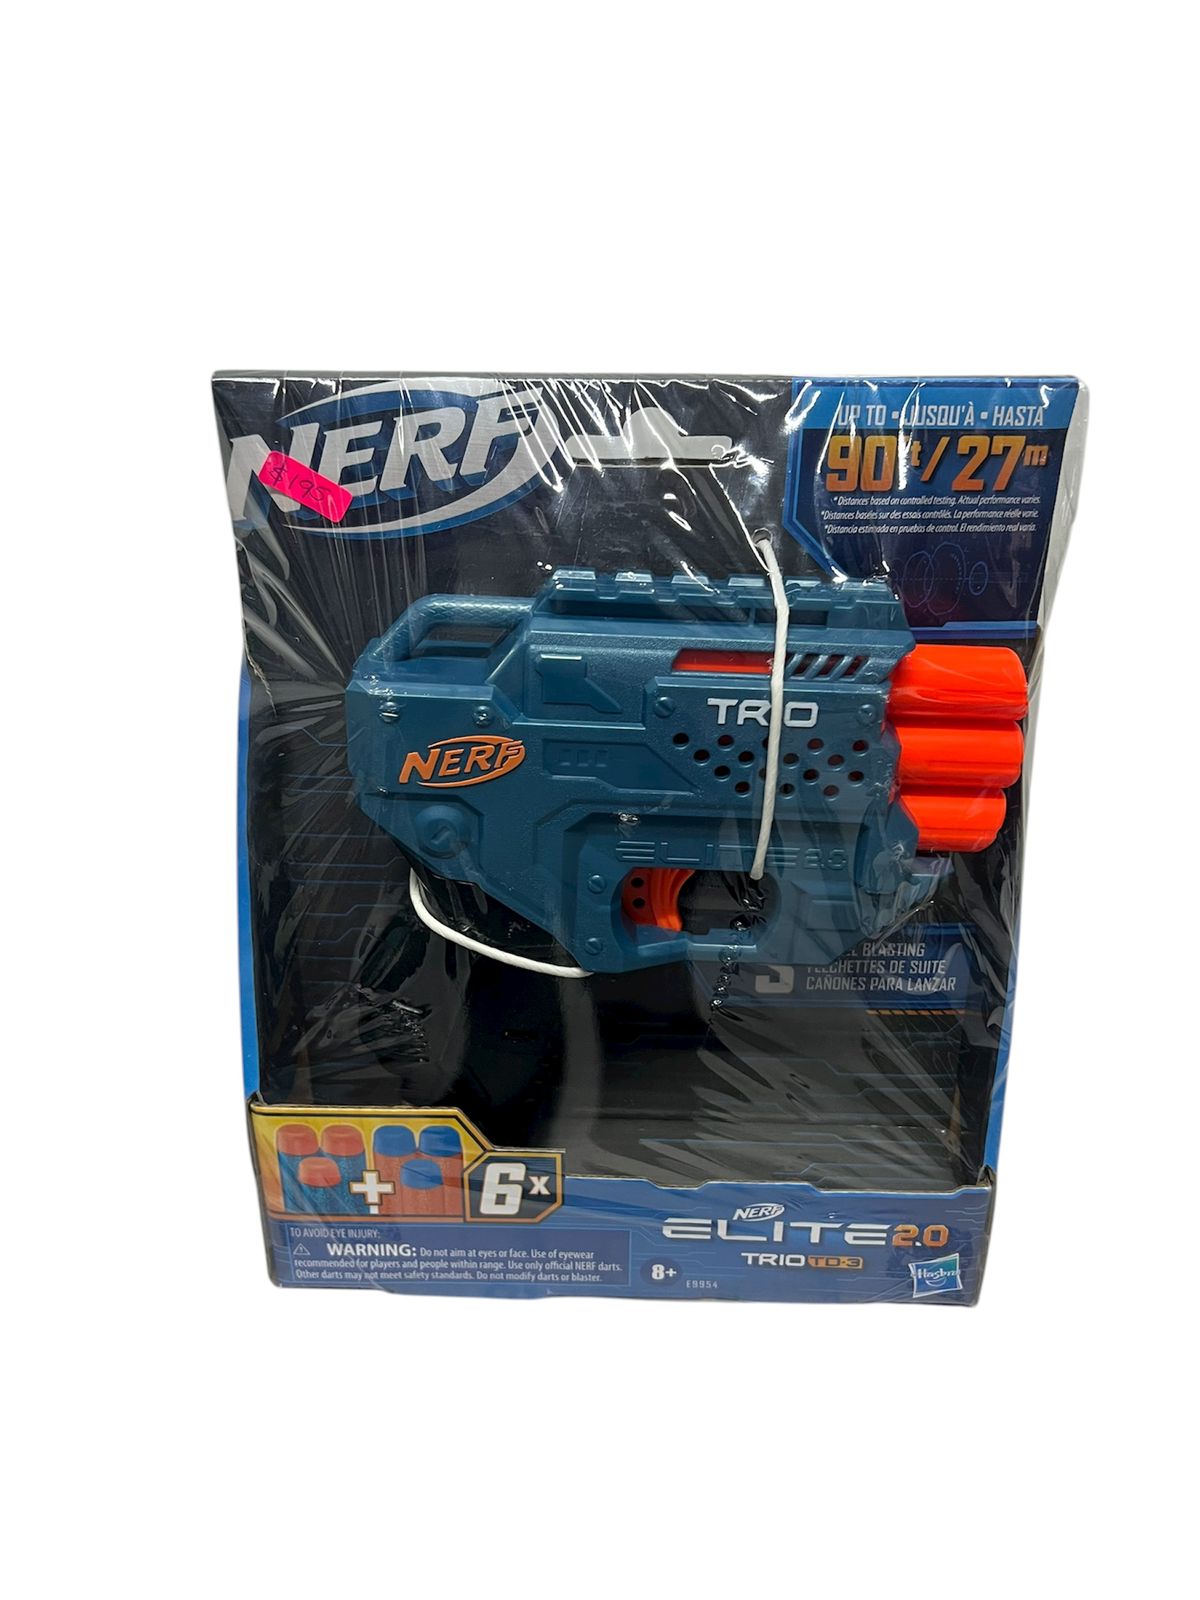 NERF
$195
UP TO • JUSQU'À • HASTA
90ft/27m
*Distances based on controlled testing. Actual performance varies.
*Distances basées sur des essais contrôlés. La performance réelle varie.
*Distancia estimada en pruebas de control. El rendimiento real varía.
TRIO
NERF
ELITE 2.0
BLASTING
FLÉCHETTES DE SUITE
CAÑONES PARA LANZAR
+
6x
TO AVOID EYE INJURY:
WARNING: Do not aim at eyes or face. Use of eyewear
recommended for players and people within range. Use only official NERF darts.
Other darts may not meet safety standards. Do not modify darts or blaster.
8+
E9954
NERF
ELITE 2.0
TRIO TD-3
Hasbro